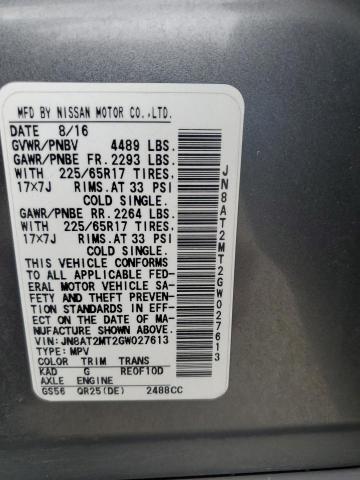 MFD BY NISSAN MOTOR CO.,LTD.
DATE 8/16
GVWR/PNBV 4489 LBS.
GAWR/PNBE FR. 2293 LBS.
WITH 225/65R17 TIRES.
17X7J RIMS.AT 33 PSI
COLD SINGLE.
GAWR/PNBE RR. 2264 LBS.
WITH 225/65R17 TIRES.
17X7J RIMS.AT 33 PSI
COLD SINGLE.
THIS VEHICLE CONFORMS
TO ALL APPLICABLE FED-
ERAL MOTOR VEHICLE SA-
FETY AND THEFT PREVEN-
TION STANDARDS IN EFFE-
CT ON THE DATE OF MANU-
FACTURE SHOWN ABOVE.
VIN: JN8AT2MT2GW027613
TYPE: MPV
COLOR TRIM TRANS
KAD G RE0F10D
AXLE ENGINE
GS56 QR25(DE) 2488CC
JN8AT2MT2GW027613